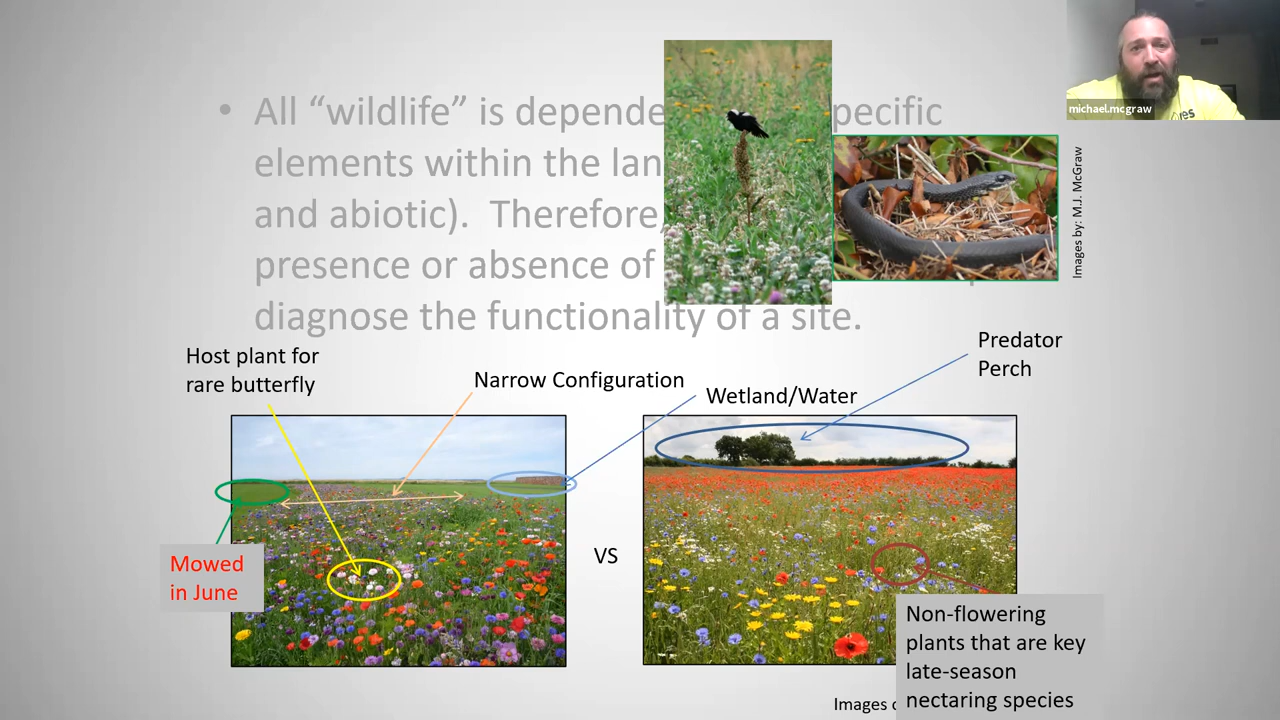 • All “wildlife” is depende pecific
elements within the lan
and abiotic). Therefore,
presence or absence of
diagnose the functionality of a site.
michael.mcgraw
Images by: M.J. McGraw
Host plant for
rare butterfly
Narrow Configuration
Wetland/Water
Predator
Perch
Mowed
in June
VS
Non-flowering
plants that are key
late-season
nectaring species
Images